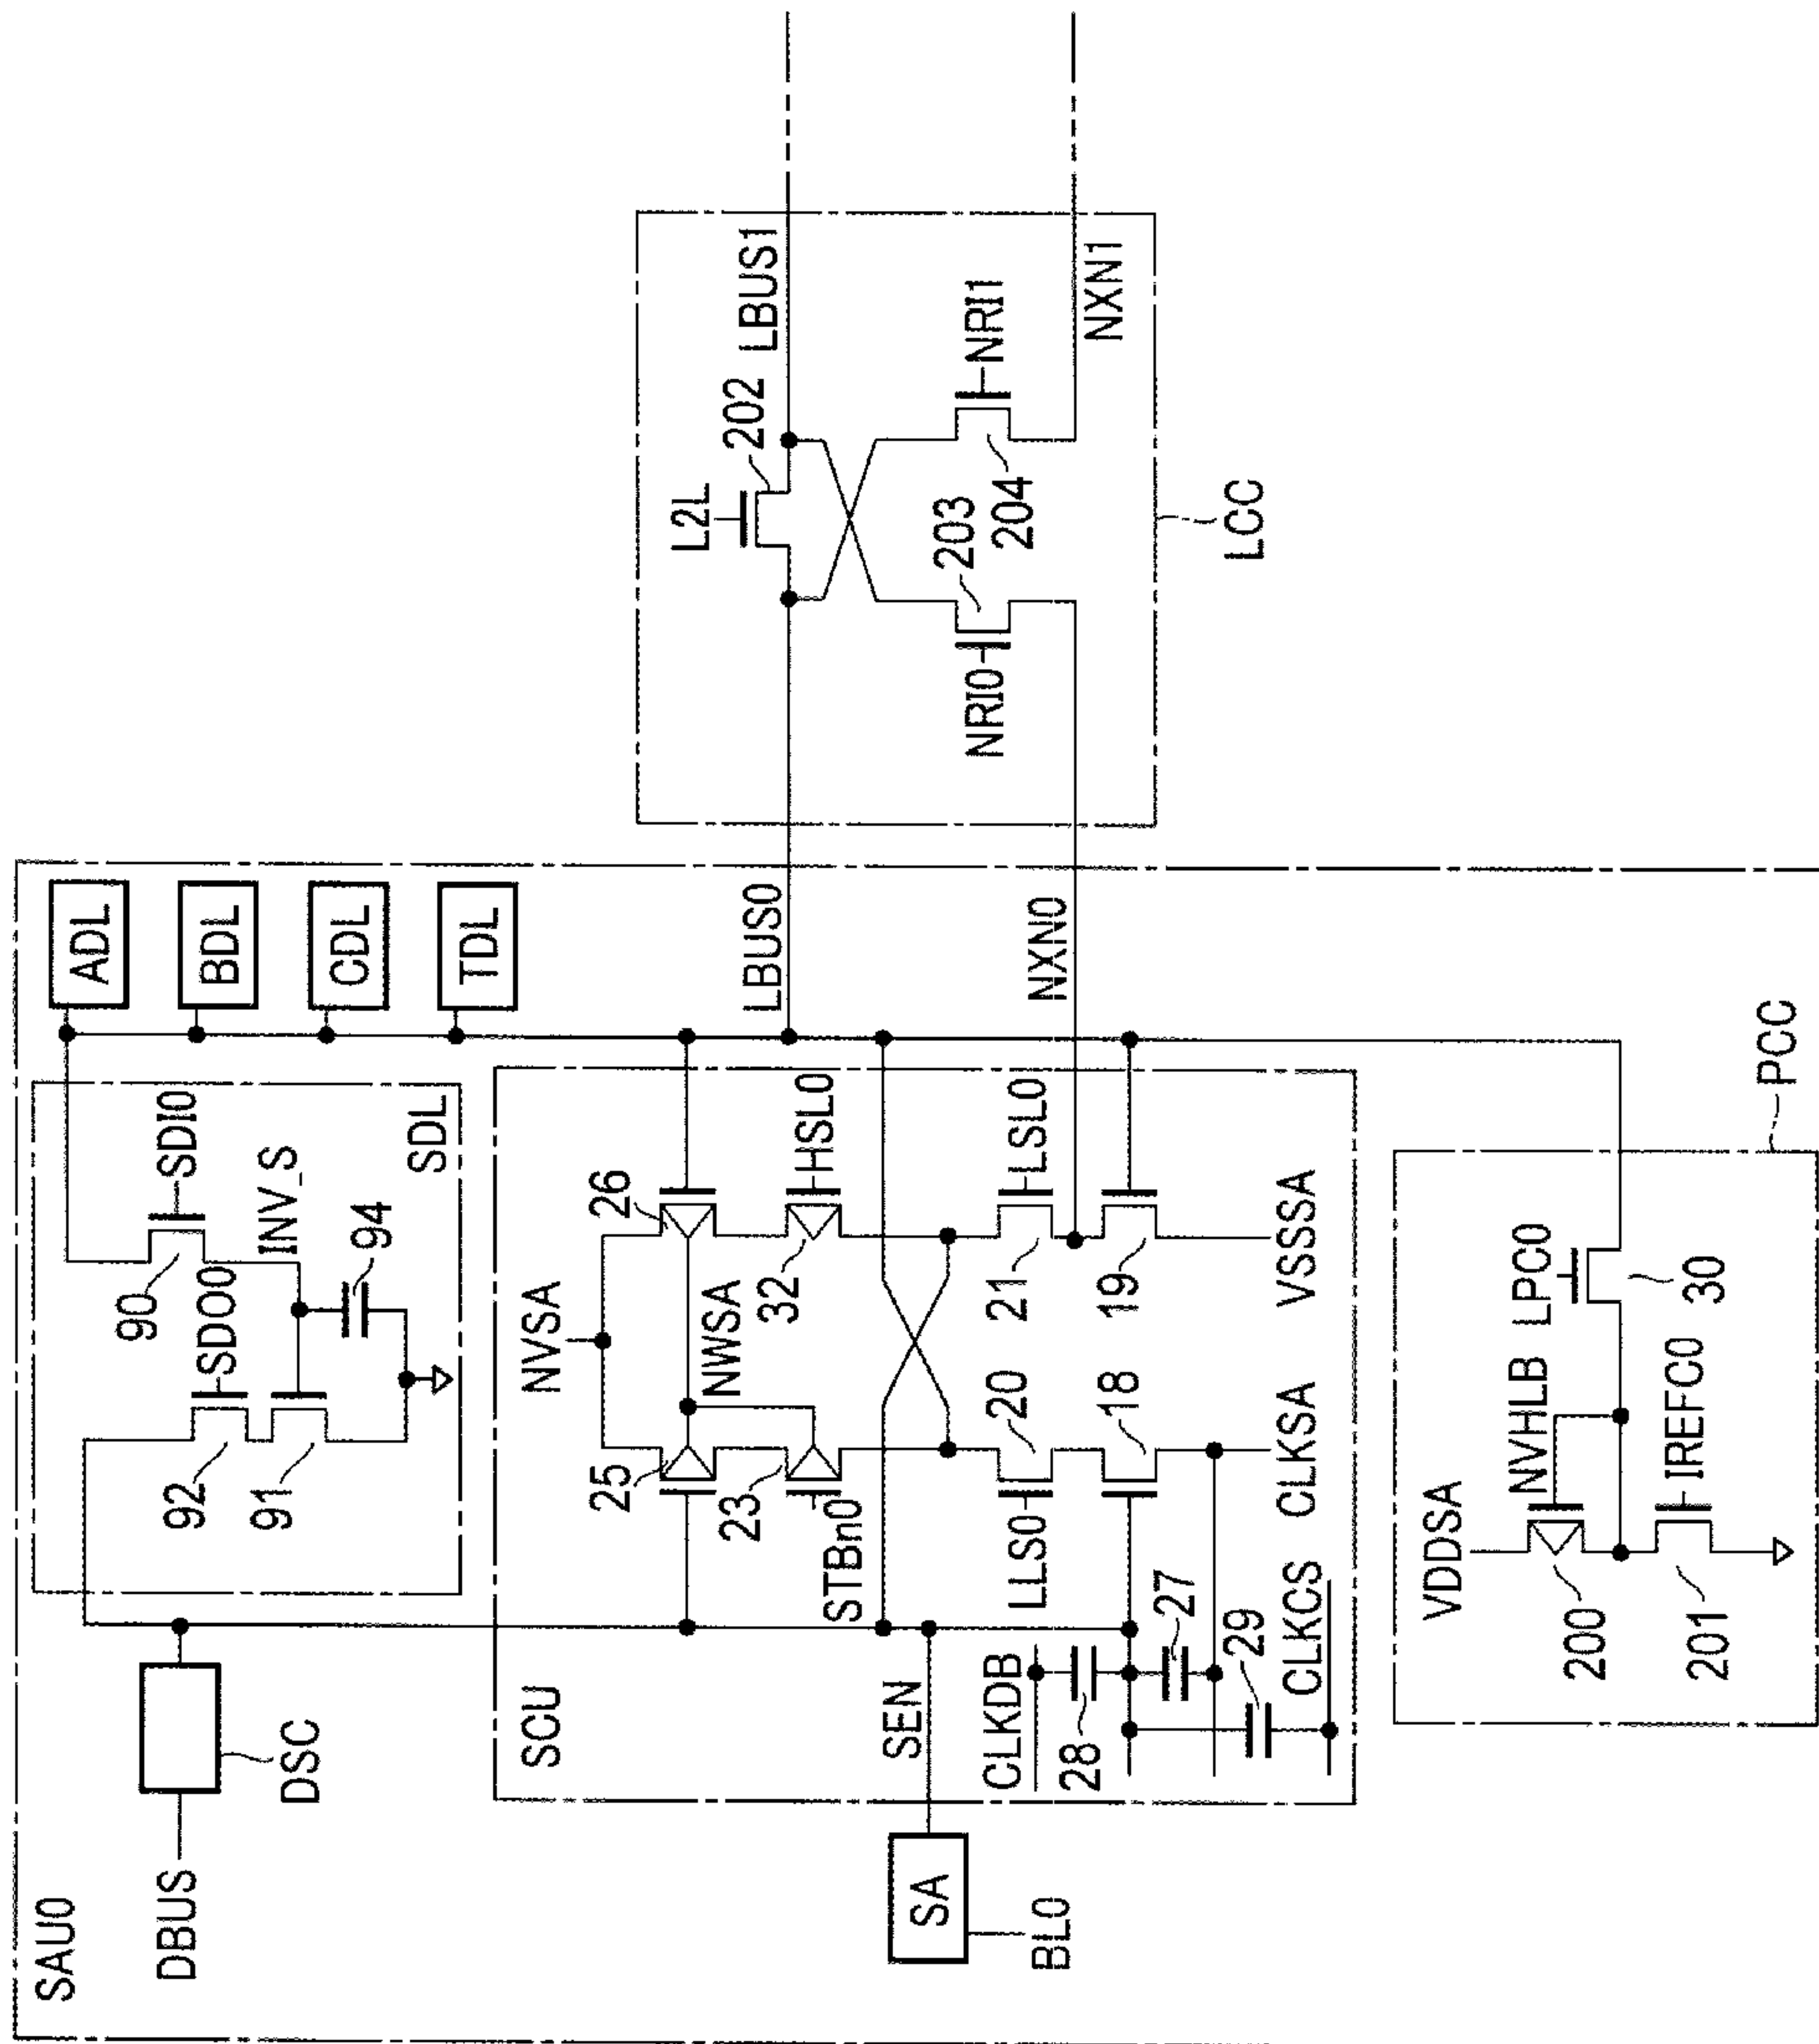 SAU0
DBUS
DSC
ADL
BDL
CDL
TDL
SDI0
90
INV_S
94
SDO0
92
91
SDL
SCU
NVSA
25
26
NWSA
23
32
STBn0
HSL0
SEN
SA
BL0
CLKDB
LLS0
20
21
LSL0
28
27
18
19
29
CLKSA
VSSSA
CLKCS
LBUS0
NXN0
L2L
202
LBUS1
203
204
NRI0
NRI1
NXN1
LCC
PCC
LPC0
30
VDDSA
NVHLB
200
201
IREFC0